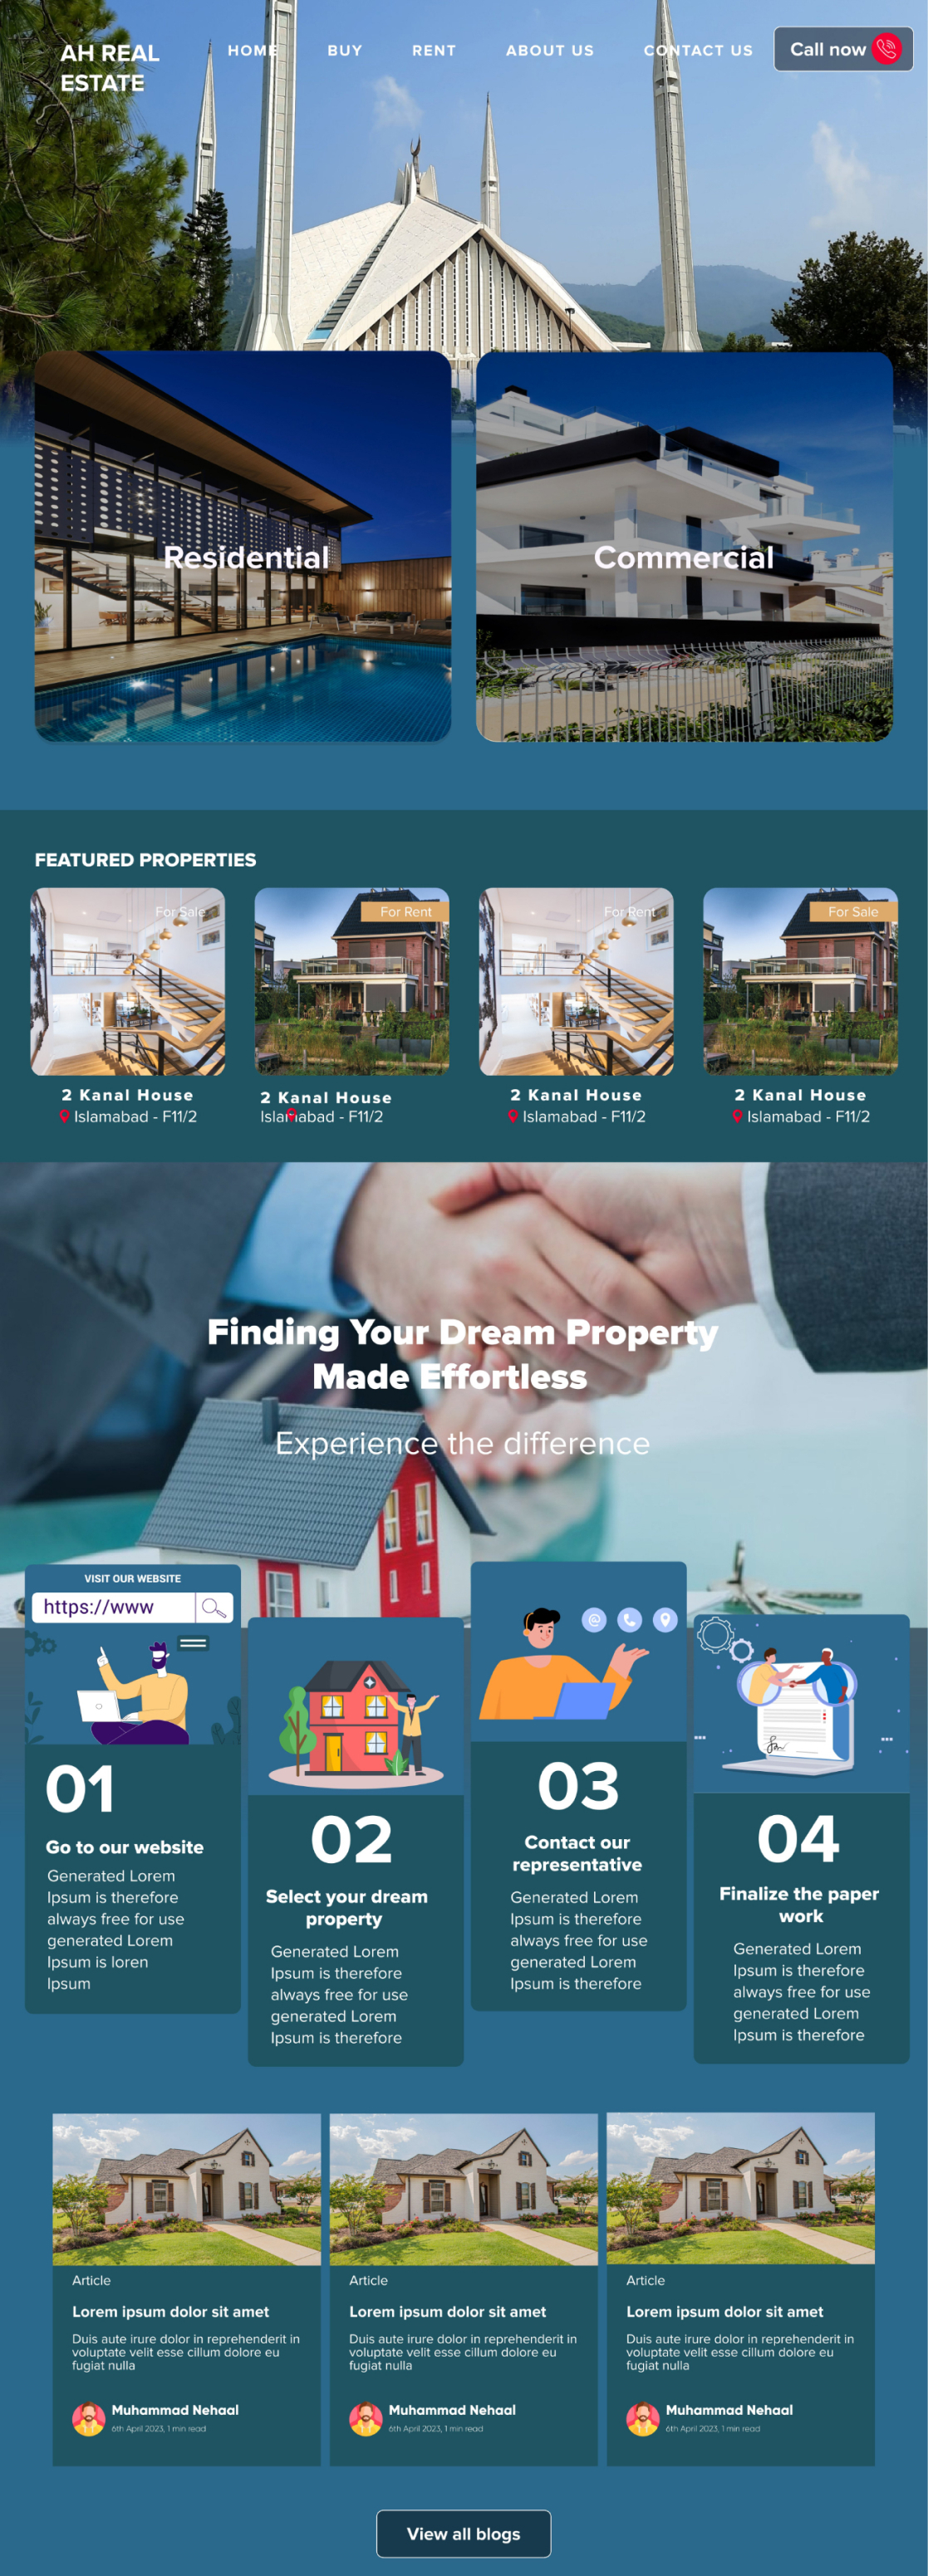 AH REAL
ESTATE
HOME
BUY
RENT
ABOUT US
CONTACT US
Call now
Residential
Commercial
FEATURED PROPERTIES
For Sale
For Rent
For Rent
For Sale
2 Kanal House
Islamabad - F11/2
2 Kanal House
Islamabad - F11/2
2 Kanal House
Islamabad - F11/2
2 Kanal House
Islamabad - F11/2
Finding Your Dream Property
Made Effortless
Experience the difference
VISIT OUR WEBSITE
https://www
01
Go to our website
Generated Lorem
Ipsum is therefore
always free for use
generated Lorem
Ipsum is loren
Ipsum
02
Select your dream
property
Generated Lorem
Ipsum is therefore
always free for use
generated Lorem
Ipsum is therefore
@
03
Contact our
representative
Generated Lorem
Ipsum is therefore
always free for use
generated Lorem
Ipsum is therefore
04
Finalize the paper
work
Generated Lorem
Ipsum is therefore
always free for use
generated Lorem
Ipsum is therefore
Article
Lorem ipsum dolor sit amet
Duis aute irure dolor in reprehenderit in
voluptate velit esse cillum dolore eu
fugiat nulla
Muhammad Nehaal
6th April 2023, 1 min read
Article
Lorem ipsum dolor sit amet
Duis aute irure dolor in reprehenderit in
voluptate velit esse cillum dolore eu
fugiat nulla
Muhammad Nehaal
6th April 2023, 1 min read
Article
Lorem ipsum dolor sit amet
Duis aute irure dolor in reprehenderit in
voluptate velit esse cillum dolore eu
fugiat nulla
Muhammad Nehaal
6th April 2023, 1 min read
View all blogs